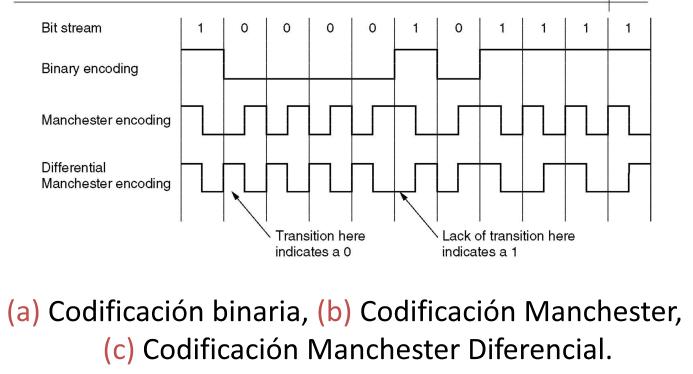 Bit stream 1 0 0 0 0 1 0 1 1 1 1
Binary encoding
Manchester encoding
Differential
Manchester encoding
Transition here
indicates a 0
Lack of transition here
indicates a 1
(a) Codificación binaria, (b) Codificación Manchester,
(c) Codificación Manchester Diferencial.